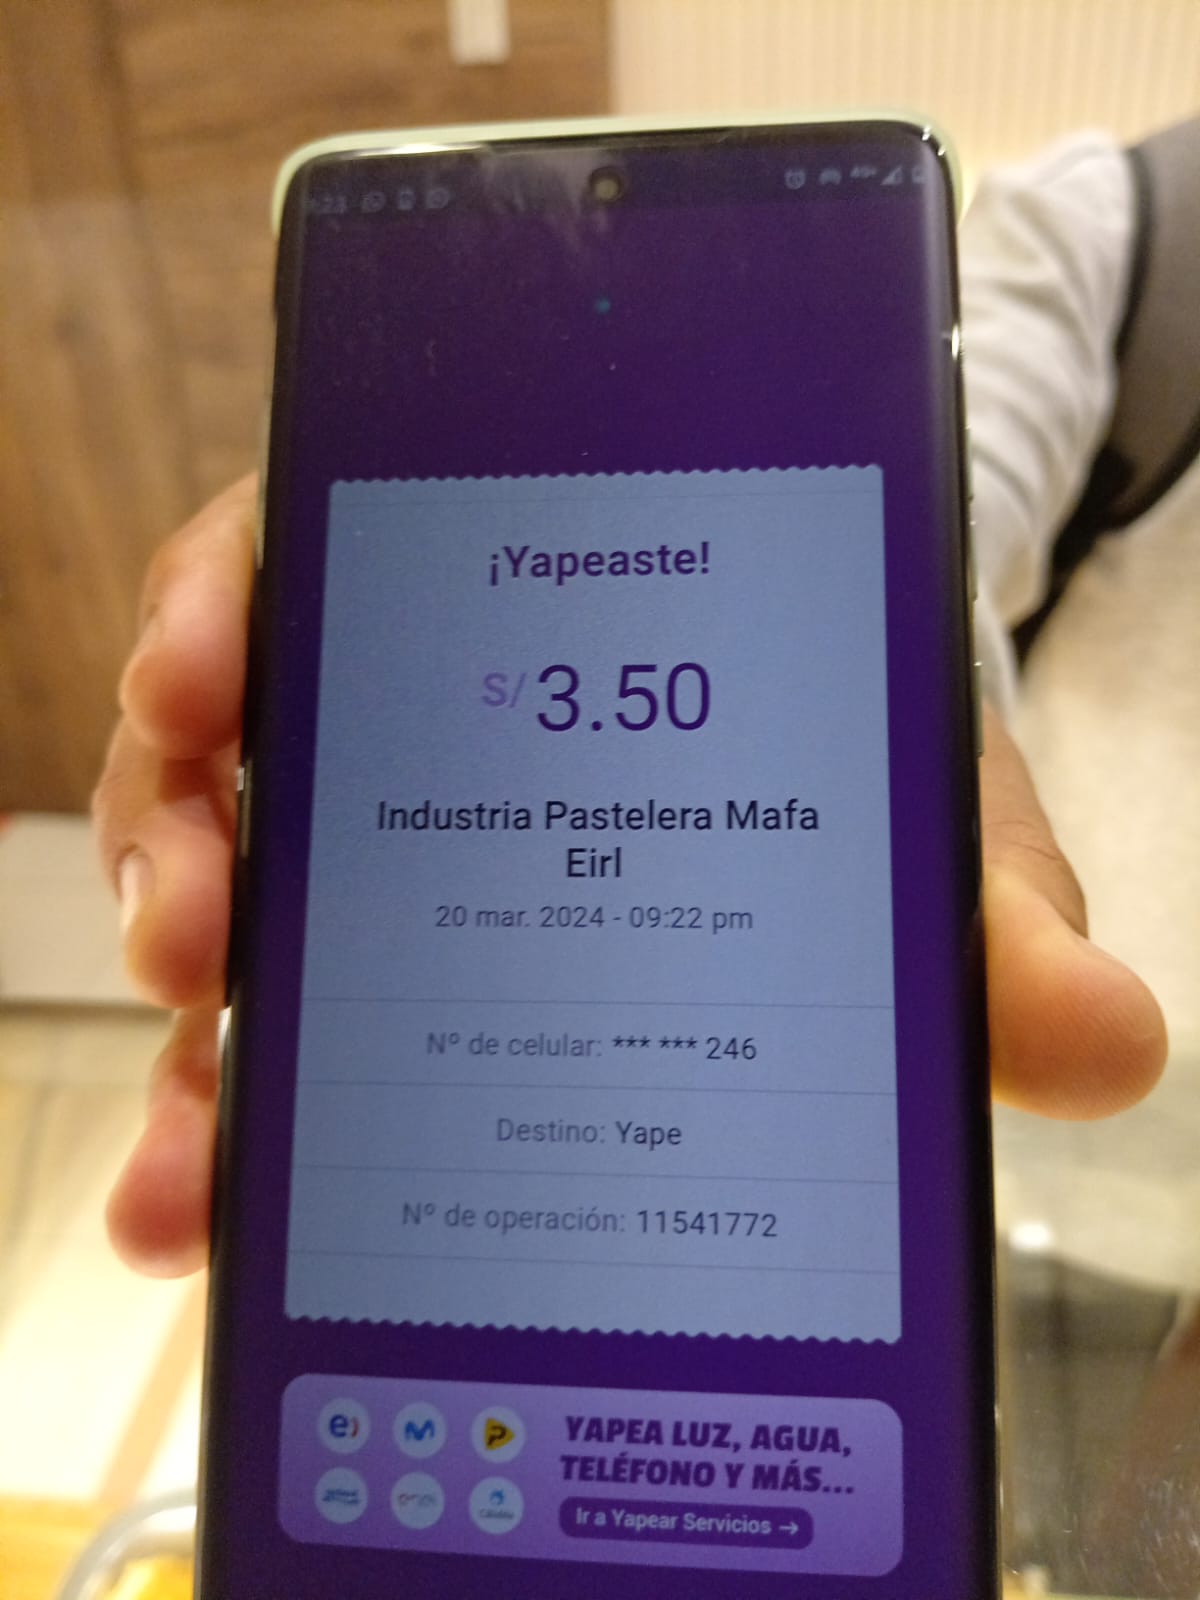 ¡Yapeaste!
S/ 3.50
Industria Pastelera Mafa
Eirl
20 mar. 2024 - 09:22 pm
Nº de celular: *** *** 246
Destino: Yape
Nº de operación: 11541772
YAPEA LUZ, AGUA,
TELÉFONO Y MÁS...
Ir a Yapear Servicios →